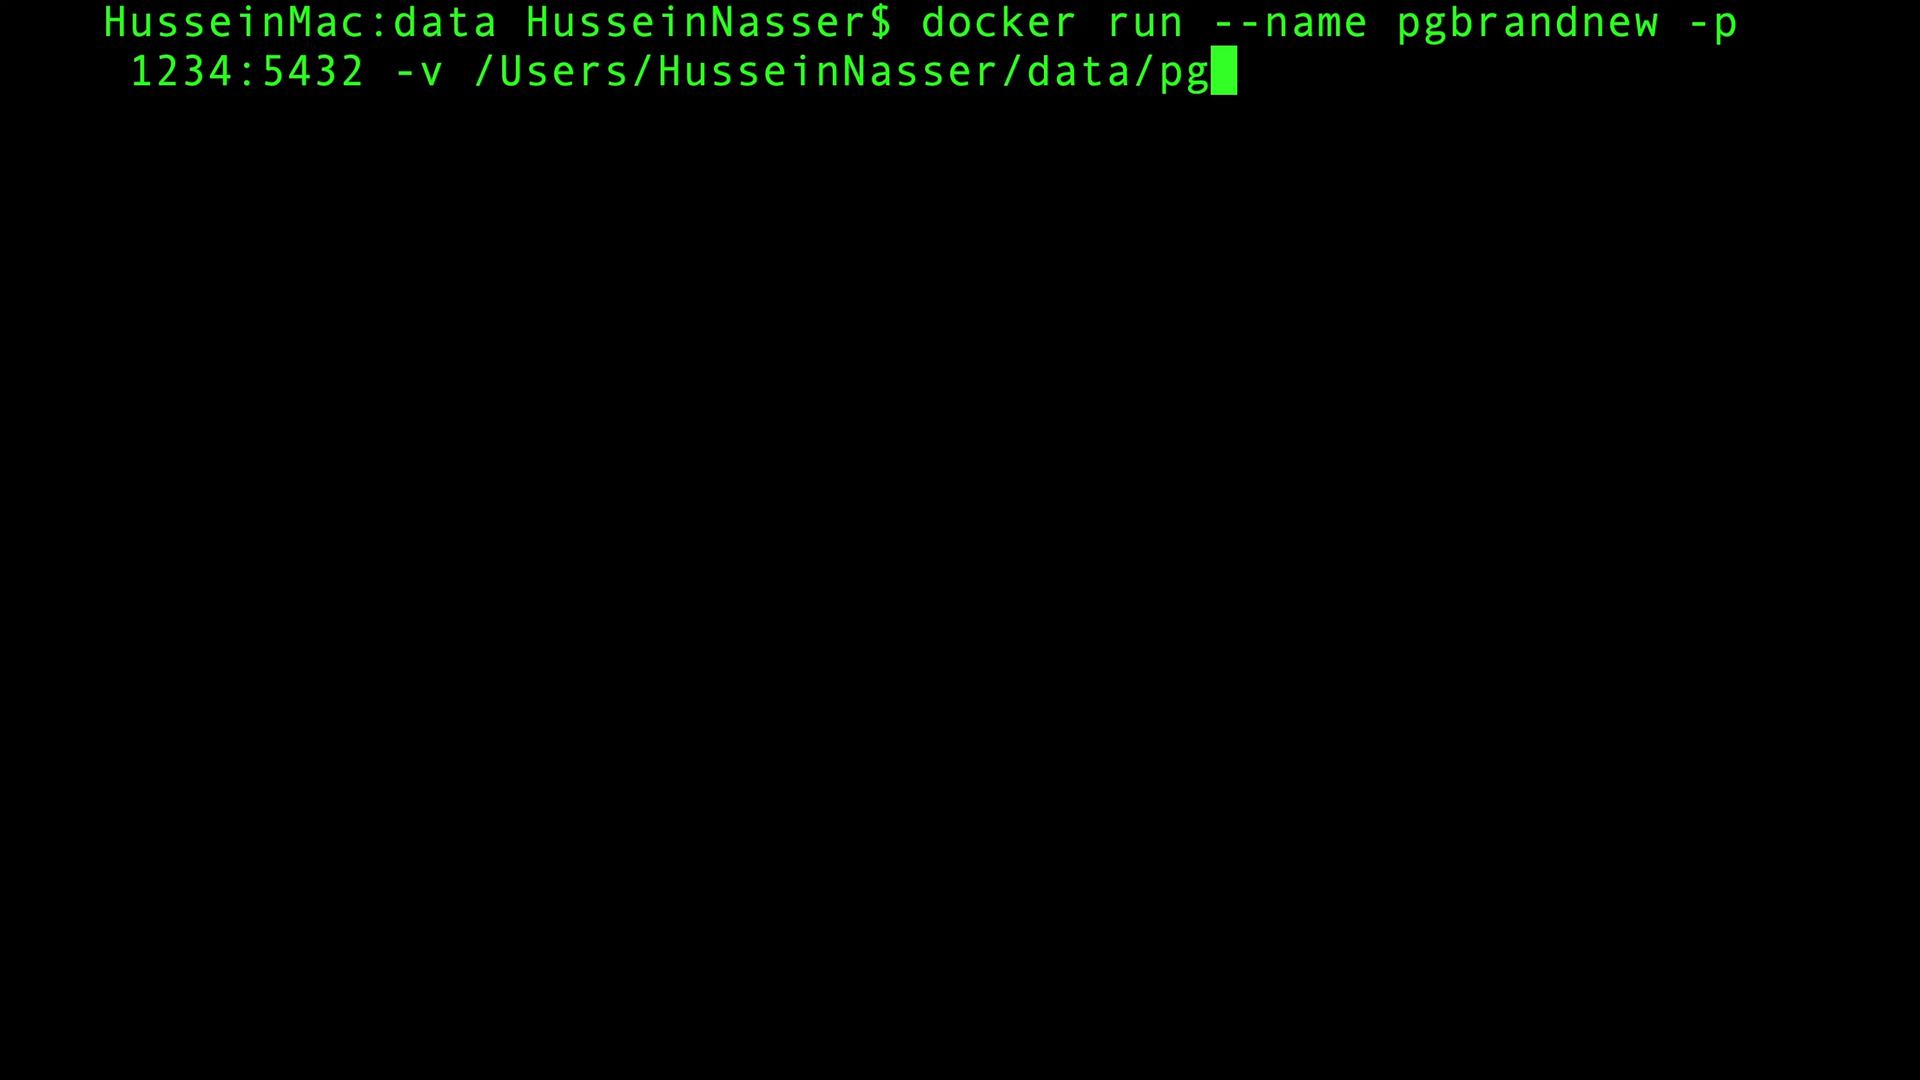 HusseinMac:data HusseinNasser$ docker run --name pgbrandnew -p
1234:5432 -v /Users/HusseinNasser/data/pg